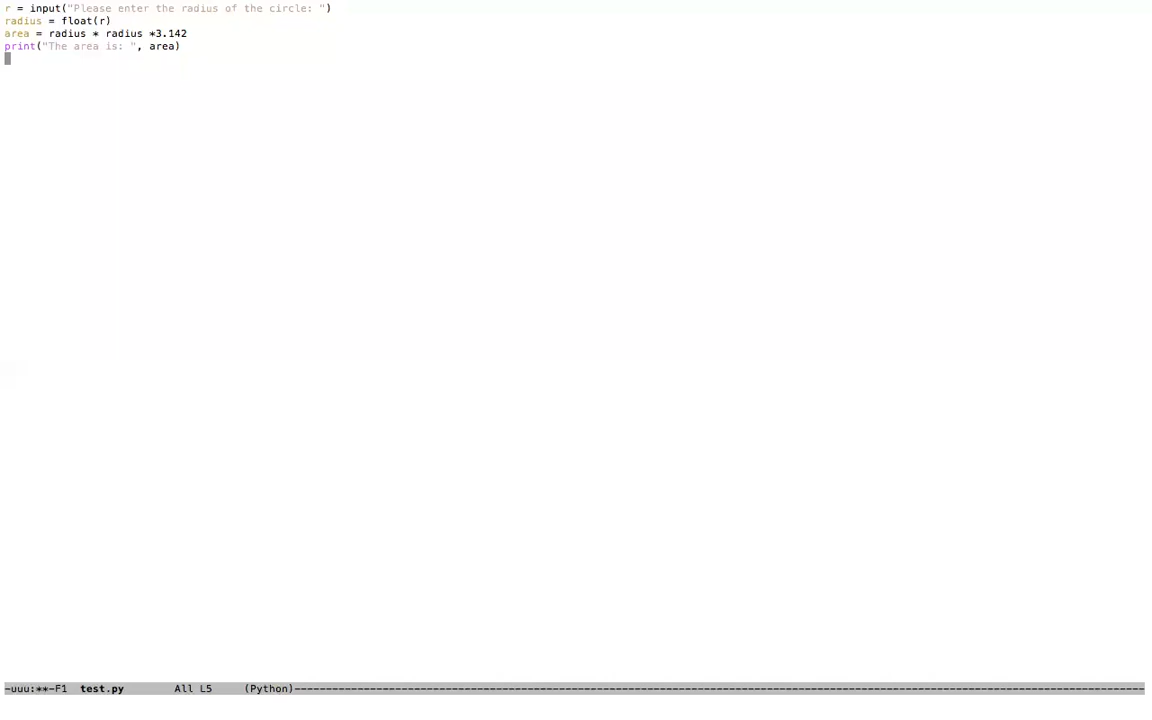 r = input("Please enter the radius of the circle: ")
radius = float(r)
area = radius * radius *3.142
print("The area is: ", area)
-uuu:**-F1  test.py        All L5     (Python)---------------------------------------------------------------------------------------------------------------------------------------